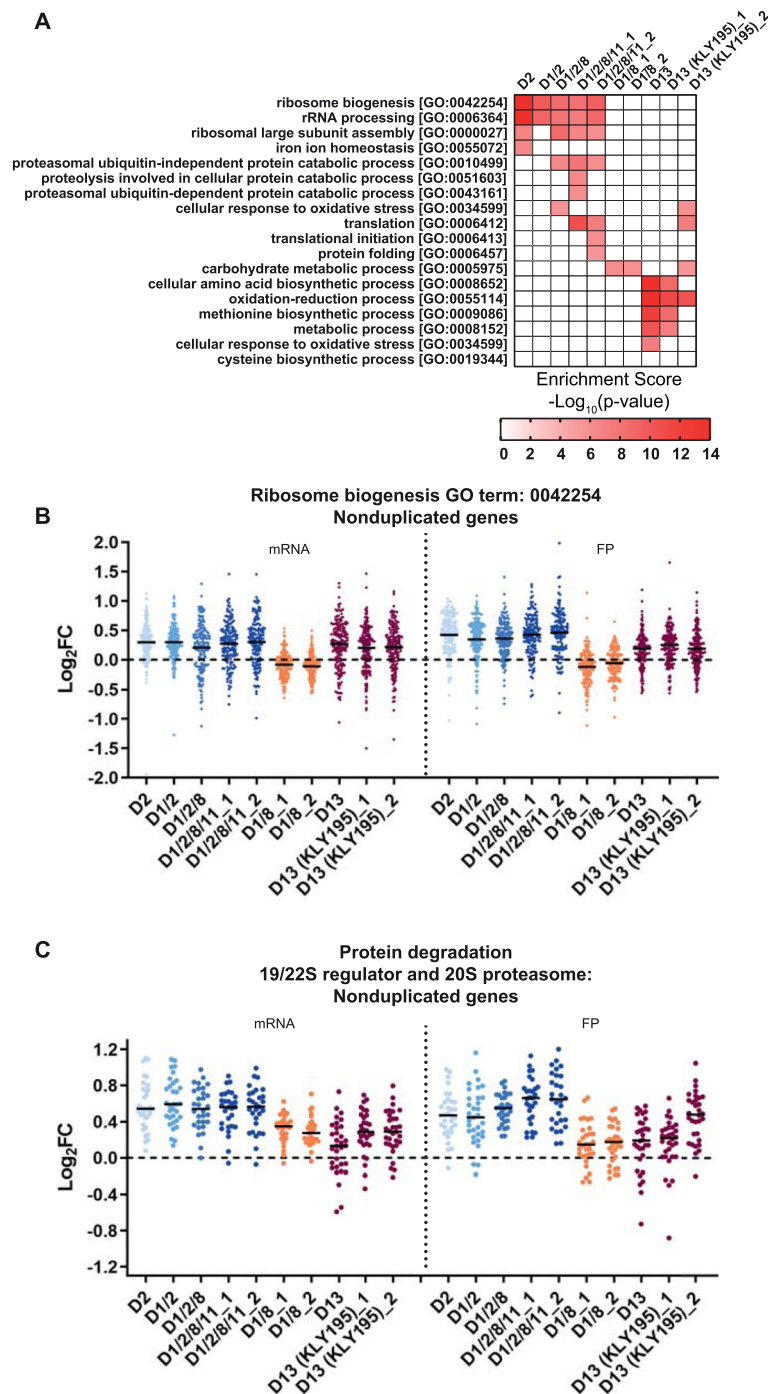 A
D2
D1/2
D1/2/8
D1/2/8/11_1
D1/2/8/11_2
D1/8_1
D1/8_2
D13
D13 (KLY195)_1
D13 (KLY195)_2
ribosome biogenesis [GO:0042254]
rRNA processing [GO:0006364]
ribosomal large subunit assembly [GO:0000027]
iron ion homeostasis [GO:0055072]
proteasomal ubiquitin-independent protein catabolic process [GO:0010499]
proteolysis involved in cellular protein catabolic process [GO:0051603]
proteasomal ubiquitin-dependent protein catabolic process [GO:0043161]
cellular response to oxidative stress [GO:0034599]
translation [GO:0006412]
translational initiation [GO:0006413]
protein folding [GO:0006457]
carbohydrate metabolic process [GO:0005975]
cellular amino acid biosynthetic process [GO:0008652]
oxidation-reduction process [GO:0055114]
methionine biosynthetic process [GO:0009086]
metabolic process [GO:0008152]
cellular response to oxidative stress [GO:0034599]
cysteine biosynthetic process [GO:0019344]
Enrichment Score
-Log10(p-value)
0 2 4 6 8 10 12 14
B
Ribosome biogenesis GO term: 0042254
Nonduplicated genes
mRNA FP
Log2FC
2.0
1.5
1.0
0.5
0.0
-0.5
-1.0
-1.5
-2.0
D2
D1/2
D1/2/8
D1/2/8/11_1
D1/2/8/11_2
D1/8_1
D1/8_2
D13
D13 (KLY195)_1
D13 (KLY195)_2
D2
D1/2
D1/2/8
D1/2/8/11_1
D1/2/8/11_2
D1/8_1
D1/8_2
D13
D13 (KLY195)_1
D13 (KLY195)_2
C
Protein degradation
19/22S regulator and 20S proteasome:
Nonduplicated genes
mRNA FP
Log2FC
1.2
0.8
0.4
0.0
-0.4
-0.8
-1.2
D2
D1/2
D1/2/8
D1/2/8/11_1
D1/2/8/11_2
D1/8_1
D1/8_2
D13
D13 (KLY195)_1
D13 (KLY195)_2
D2
D1/2
D1/2/8
D1/2/8/11_1
D1/2/8/11_2
D1/8_1
D1/8_2
D13
D13 (KLY195)_1
D13 (KLY195)_2